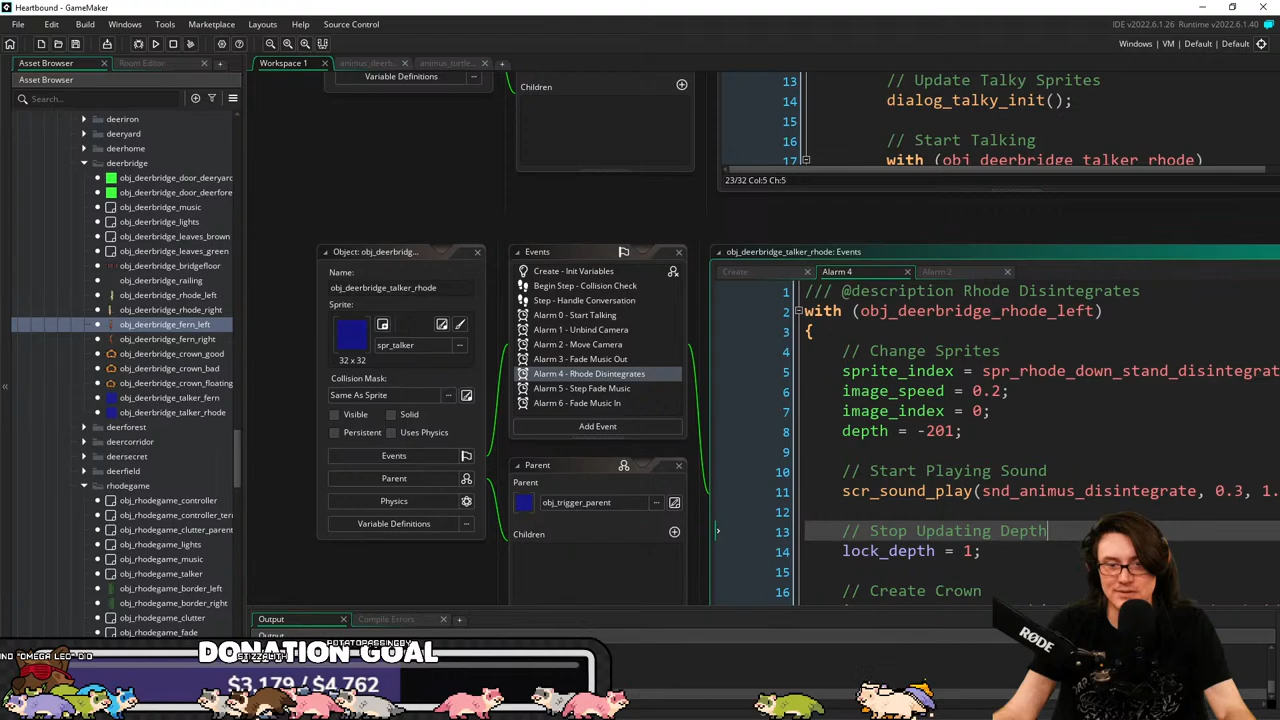 Heartbound - GameMaker
File Edit Build Windows Tools Marketplace Layouts Source Control
IDE v2022.6.1.26 Runtime v2022.6.1.40
Windows | VM | Default | Default
Asset Browser
Room Editor
Workspace 1
animus_deerb
animus_turtle
Asset Browser
Search...
deeriron
deeryard
deerhome
deerbridge
obj_deerbridge_door_deeryard
obj_deerbridge_door_deerfore
obj_deerbridge_music
obj_deerbridge_lights
obj_deerbridge_leaves_brown
obj_deerbridge_leaves_green
obj_deerbridge_bridgefloor
obj_deerbridge_railing
obj_deerbridge_rhode_left
obj_deerbridge_rhode_right
obj_deerbridge_fern_left
obj_deerbridge_fern_right
obj_deerbridge_crown_good
obj_deerbridge_crown_bad
obj_deerbridge_crown_floating
obj_deerbridge_talker_fern
obj_deerbridge_talker_rhode
deerforest
deercorridor
deersecret
deerfield
rhodegame
obj_rhodegame_controller
obj_rhodegame_controller_ter
obj_rhodegame_clutter_parent
obj_rhodegame_lights
obj_rhodegame_music
obj_rhodegame_talker
obj_rhodegame_border_left
obj_rhodegame_border_right
obj_rhodegame_clutter
obj_rhodegame_fade
Variable Definitions
Children
13 // Update Talky Sprites
14 dialog_talky_init();
15
16 // Start Talking
17 with (obj_deerbridge_talker_rhode)
23/32 Col:5 Ch:5
Object: obj_deerbridg...
Name:
obj_deerbridge_talker_rhode
Sprite:
spr_talker
32 x 32
Collision Mask:
Same As Sprite
Visible Solid
Persistent Uses Physics
Events
Parent
Physics
Variable Definitions
Events
Create - Init Variables
Begin Step - Collision Check
Step - Handle Conversation
Alarm 0 - Start Talking
Alarm 1 - Unbind Camera
Alarm 2 - Move Camera
Alarm 3 - Fade Music Out
Alarm 4 - Rhode Disintegrates
Alarm 5 - Step Fade Music
Alarm 6 - Fade Music In
Add Event
Parent
Parent
obj_trigger_parent
Children
obj_deerbridge_talker_rhode: Events
Create
Alarm 4
Alarm 2
1 /// @description Rhode Disintegrates
2 with (obj_deerbridge_rhode_left)
3 {
4 // Change Sprites
5 sprite_index = spr_rhode_down_stand_disintegrat
6 image_speed = 0.2;
7 image_index = 0;
8 depth = -201;
9
10 // Start Playing Sound
11 scr_sound_play(snd_animus_disintegrate, 0.3, 1.
12
13 // Stop Updating Depth
14 lock_depth = 1;
15
16 // Create Crown
Output
Compile Errors
Output
RØDE
POTATOPASSINGBY
DONATION GOAL
$3,179 / $4,762